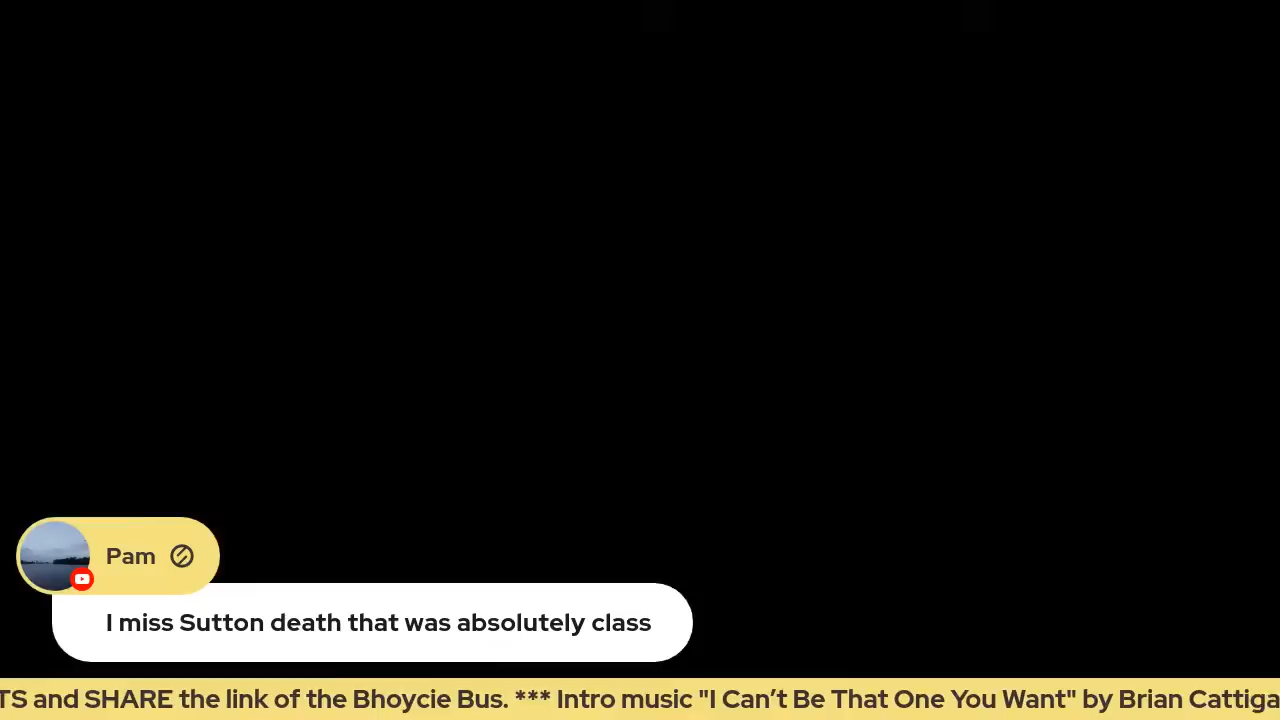 Pam
I miss Sutton death that was absolutely class
TS and SHARE the link of the Bhoycie Bus. *** Intro music "I Can’t Be That One You Want" by Brian Cattiga